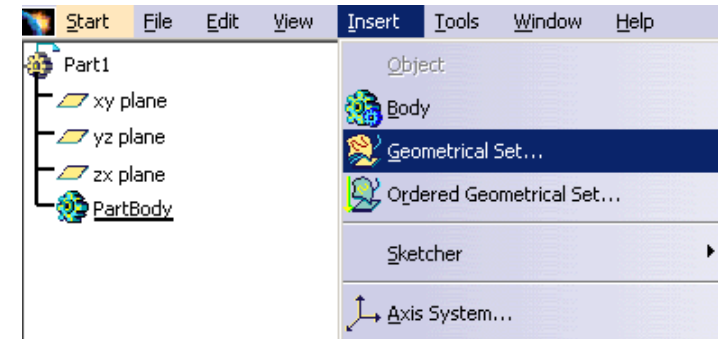 Start File Edit View Insert Tools Window Help
Part1
xy plane
yz plane
zx plane
PartBody
Object
Body
Geometrical Set...
Ordered Geometrical Set...
Sketcher
Axis System...